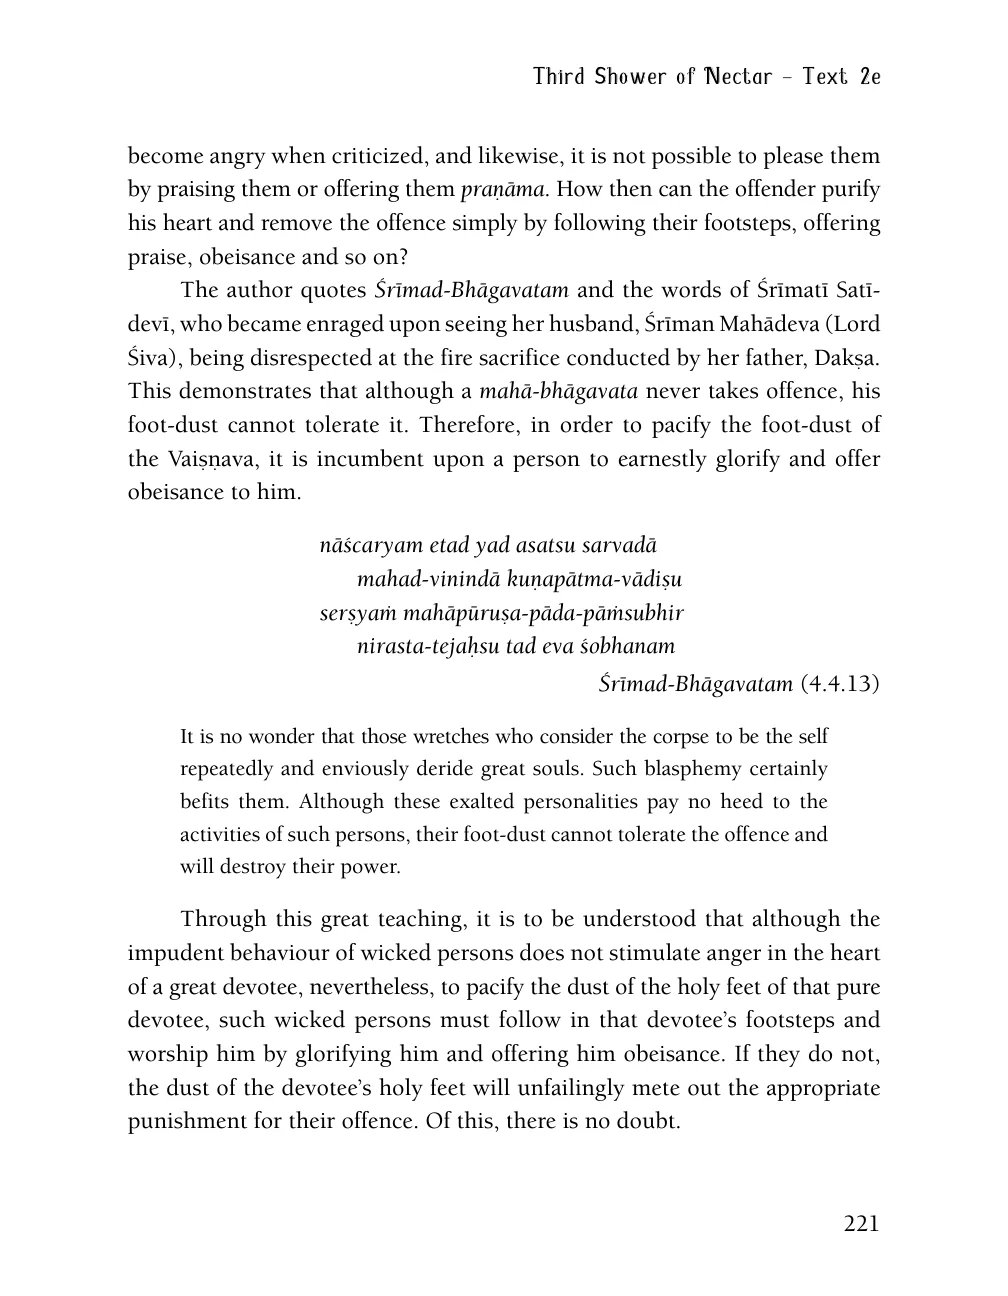 Third Shower of Nectar – Text 2e
become angry when criticized, and likewise, it is not possible to please them
by praising them or offering them praṇāma. How then can the offender purify
his heart and remove the offence simply by following their footsteps, offering
praise, obeisance and so on?
The author quotes Śrīmad-Bhāgavatam and the words of Śrīmatī Satī-
devī, who became enraged upon seeing her husband, Śrīman Mahādeva (Lord
Śiva), being disrespected at the fire sacrifice conducted by her father, Dakṣa.
This demonstrates that although a mahā-bhāgavata never takes offence, his
foot-dust cannot tolerate it. Therefore, in order to pacify the foot-dust of
the Vaiṣṇava, it is incumbent upon a person to earnestly glorify and offer
obeisance to him.
nāścaryam etad yad asatsu sarvadā
mahad-vinindā kuṇapātma-vādiṣu
serṣyaṁ mahāpūruṣa-pāda-pāṁsubhir
nirasta-tejaḥsu tad eva śobhanam
Śrīmad-Bhāgavatam (4.4.13)
It is no wonder that those wretches who consider the corpse to be the self
repeatedly and enviously deride great souls. Such blasphemy certainly
befits them. Although these exalted personalities pay no heed to the
activities of such persons, their foot-dust cannot tolerate the offence and
will destroy their power.
Through this great teaching, it is to be understood that although the
impudent behaviour of wicked persons does not stimulate anger in the heart
of a great devotee, nevertheless, to pacify the dust of the holy feet of that pure
devotee, such wicked persons must follow in that devotee’s footsteps and
worship him by glorifying him and offering him obeisance. If they do not,
the dust of the devotee’s holy feet will unfailingly mete out the appropriate
punishment for their offence. Of this, there is no doubt.
221